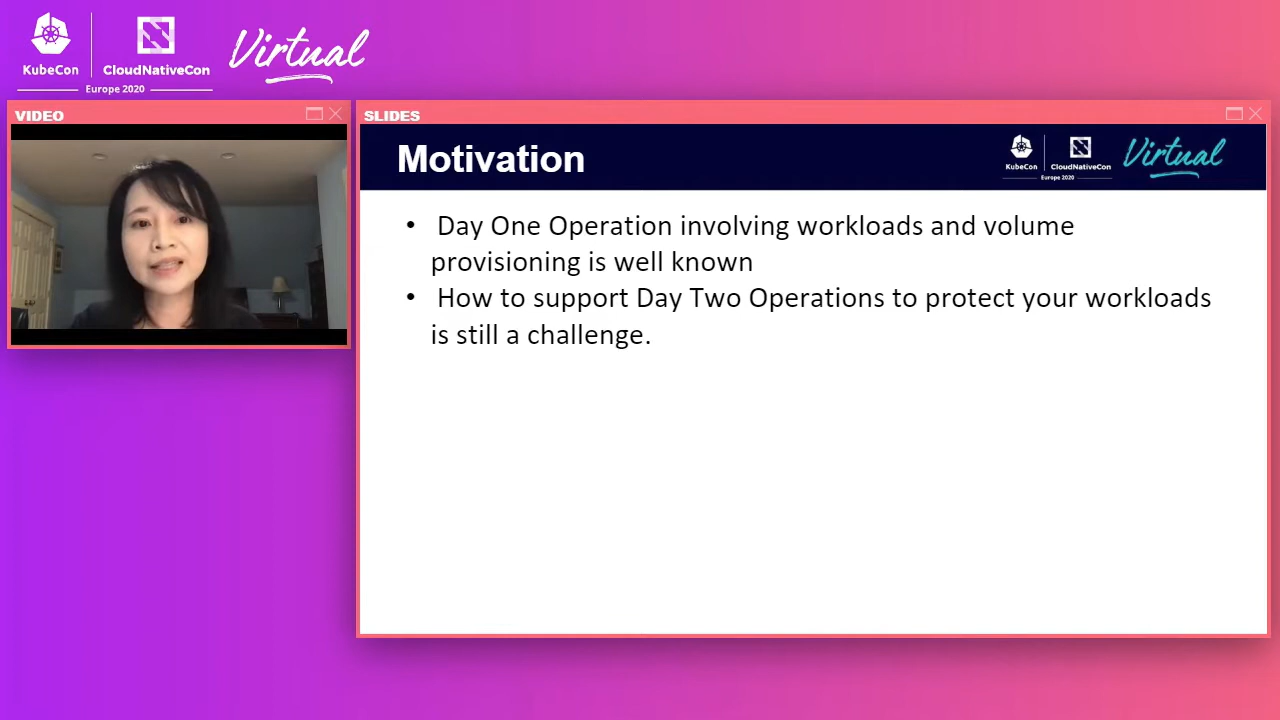 KubeCon
CloudNativeCon
Europe 2020
Virtual
VIDEO
SLIDES
Motivation
KubeCon
CloudNativeCon
Europe 2020
Virtual
• Day One Operation involving workloads and volume
provisioning is well known
• How to support Day Two Operations to protect your workloads
is still a challenge.